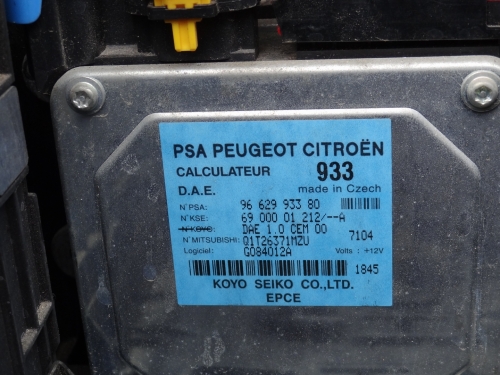 PSA PEUGEOT CITROËN
CALCULATEUR 933
D.A.E. made in Czech
N°PSA: 96 629 933 80
N°KSE: 69 000 01 212/--A
N°KOYO: DAE 1.0 CEM 00
N°MITSUBISHI: Q1T26371MZU 7104
Logiciel: G084012A Volts : +12V
1845
KOYO SEIKO CO.,LTD.
EPCE